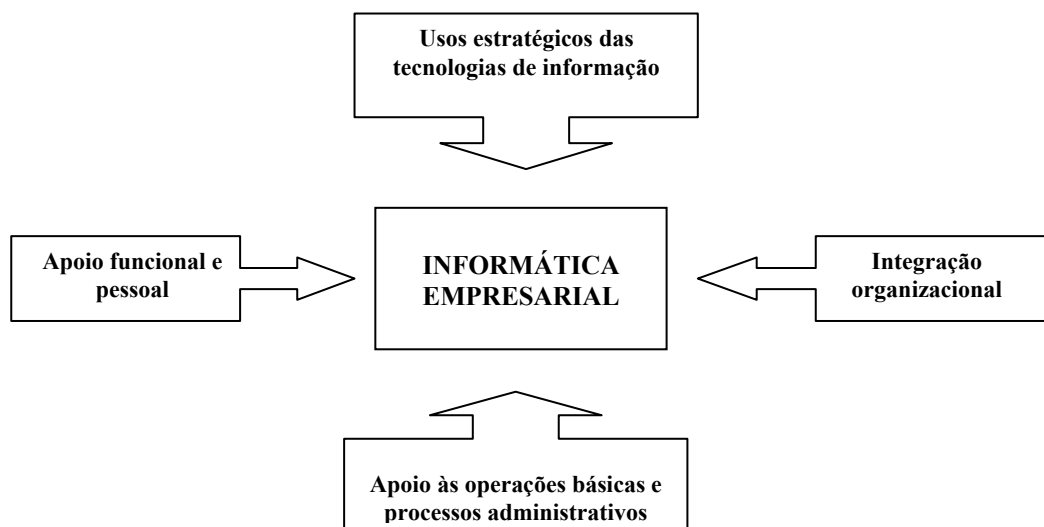 Usos estratégicos das
tecnologias de informação
Apoio funcional e
pessoal
INFORMÁTICA
EMPRESARIAL
Integração
organizacional
Apoio às operações básicas e
processos administrativos